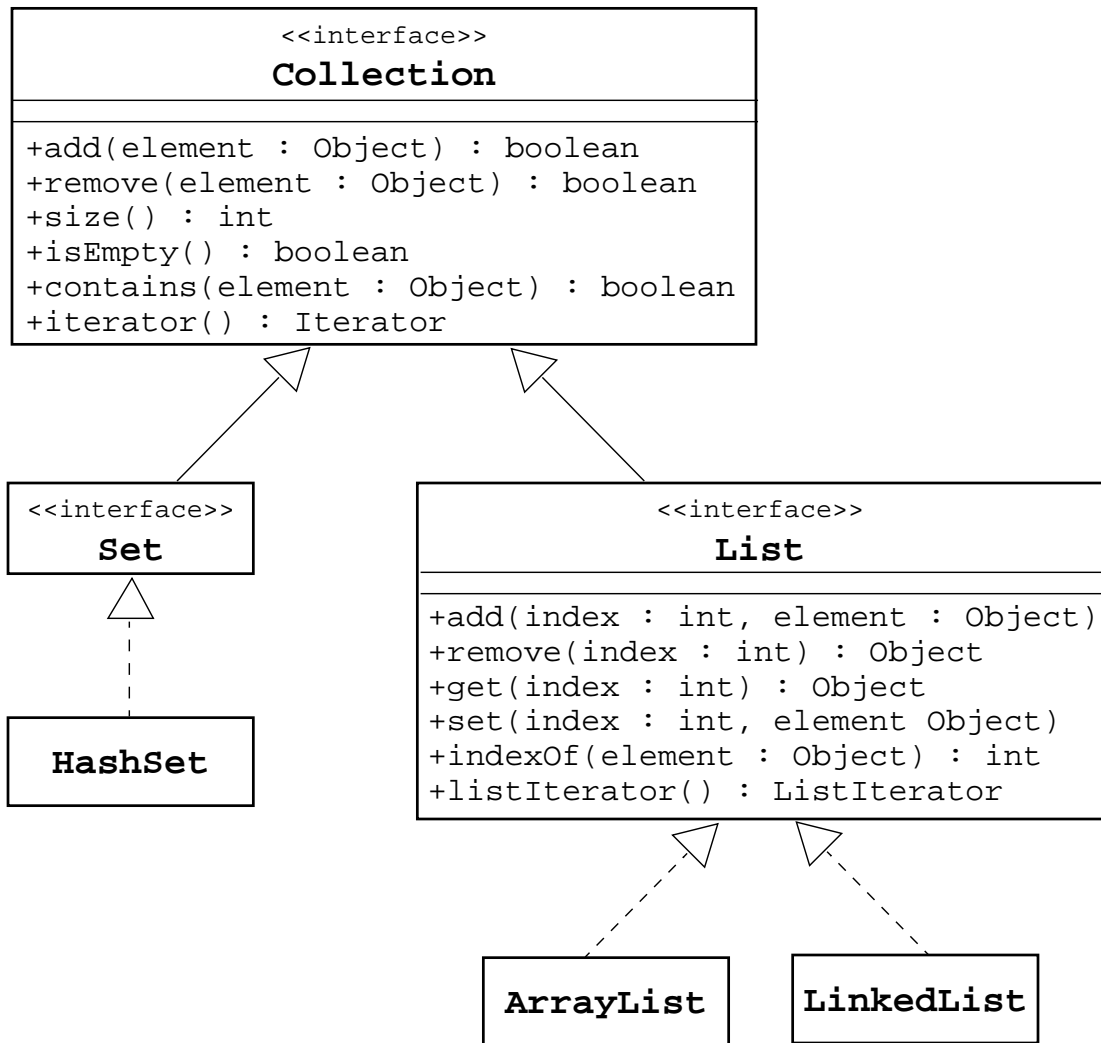 <<interface>>
Collection
+add(element : Object) : boolean
+remove(element : Object) : boolean
+size() : int
+isEmpty() : boolean
+contains(element : Object) : boolean
+iterator() : Iterator
<<interface>>
Set
HashSet
<<interface>>
List
+add(index : int, element : Object)
+remove(index : int) : Object
+get(index : int) : Object
+set(index : int, element Object)
+indexOf(element : Object) : int
+listIterator() : ListIterator
ArrayList
LinkedList